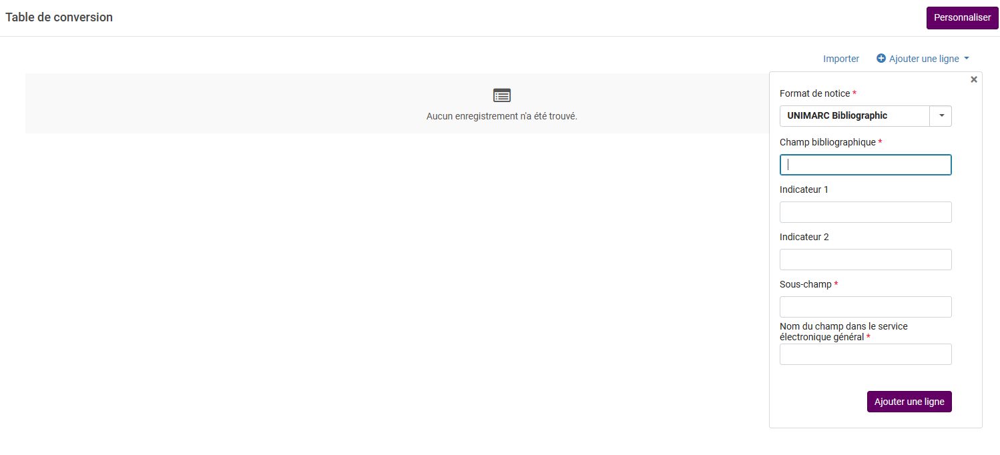 Table de conversion
Personnaliser
Importer
Ajouter une ligne
Aucun enregistrement n'a été trouvé.
Format de notice *
UNIMARC Bibliographic
Champ bibliographique *
Indicateur 1
Indicateur 2
Sous-champ *
Nom du champ dans le service
électronique général *
Ajouter une ligne